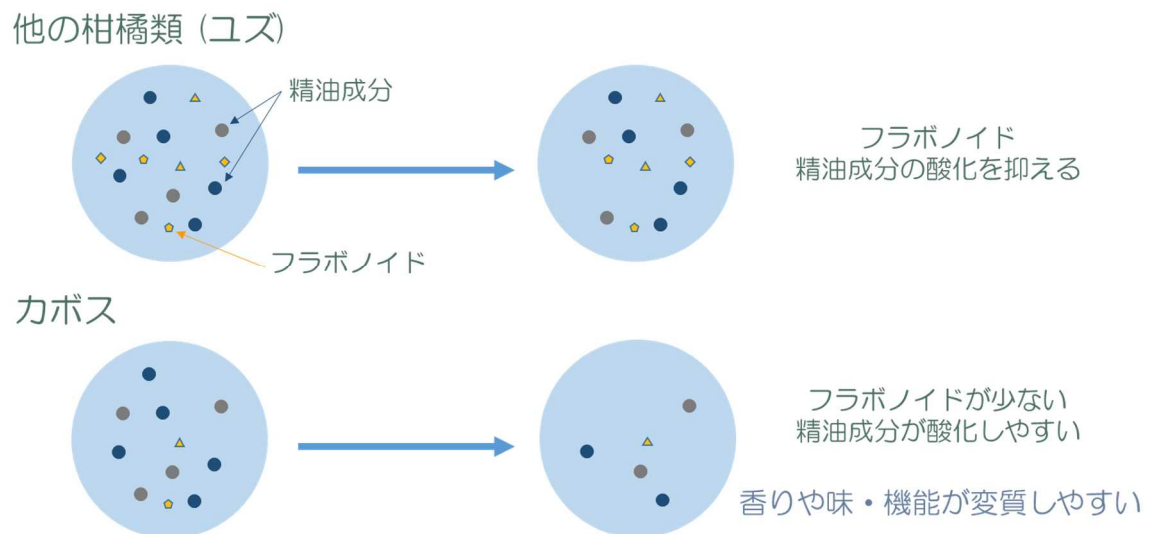 他の柑橘類 (ユズ)
精油成分
フラボノイド
フラボノイド
精油成分の酸化を抑える
カボス
フラボノイドが少ない
精油成分が酸化しやすい
香りや味・機能が変質しやすい